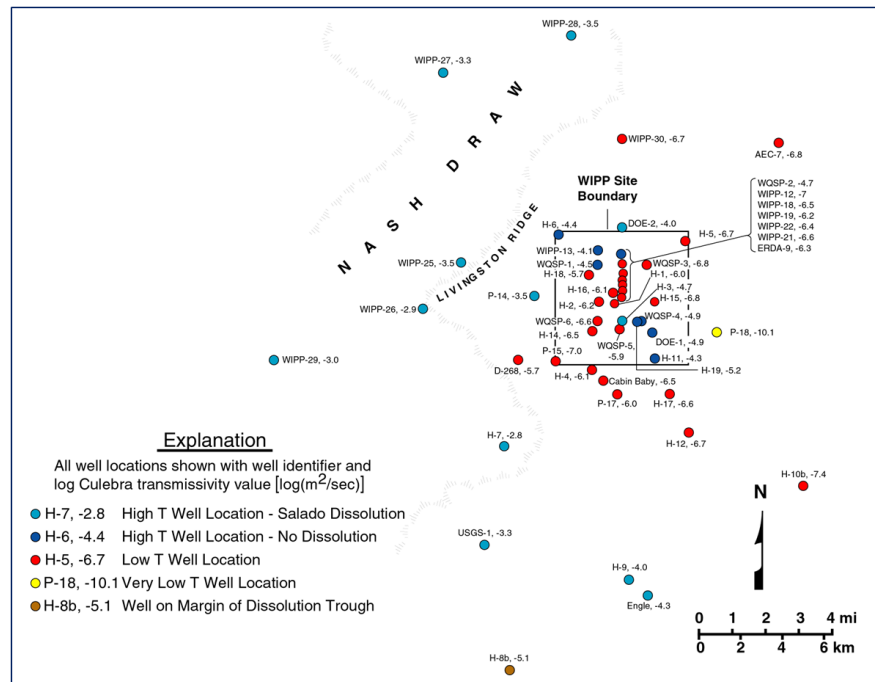 WIPP-28, -3.5
WIPP-27, -3.3
NASH DRAW
WIPP-30, -6.7
AEC-7, -6.8
WIPP Site
Boundary
WQSP-2, -4.7
WIPP-12, -7
WIPP-18, -6.5
WIPP-19, -6.2
WIPP-22, -6.4
WIPP-21, -6.6
ERDA-9, -6.3
LIVINGSTON RIDGE
H-6, -4.4
DOE-2, -4.0
H-5, -6.7
WIPP-13, -4.1
WIPP-25, -3.5
WQSP-1, -4.5
WQSP-3, -6.8
H-18, -5.7
H-1, -6.0
H-3, -4.7
P-14, -3.5
H-16, -6.1
H-15, -6.8
H-2, -6.2
WIPP-26, -2.9
WQSP-4, -4.9
WQSP-6, -6.6
P-18, -10.1
H-14, -6.5
WQSP-5,
-5.9
DOE-1, -4.9
P-15, -7.0
WIPP-29, -3.0
H-11, -4.3
D-268, -5.7
H-4, -6.1
H-19, -5.2
Cabin Baby, -6.5
P-17, -6.0
H-17, -6.6
H-7, -2.8
H-12, -6.7
H-10b, -7.4
Explanation
All well locations shown with well identifier and
log Culebra transmissivity value [log(m²/sec)]
H-7, -2.8 High T Well Location - Salado Dissolution
H-6, -4.4 High T Well Location - No Dissolution
H-5, -6.7 Low T Well Location
P-18, -10.1 Very Low T Well Location
H-8b, -5.1 Well on Margin of Dissolution Trough
USGS-1, -3.3
H-9, -4.0
Engle, -4.3
H-8b, -5.1
N
0 1 2 3 4 mi
0 2 4 6 km